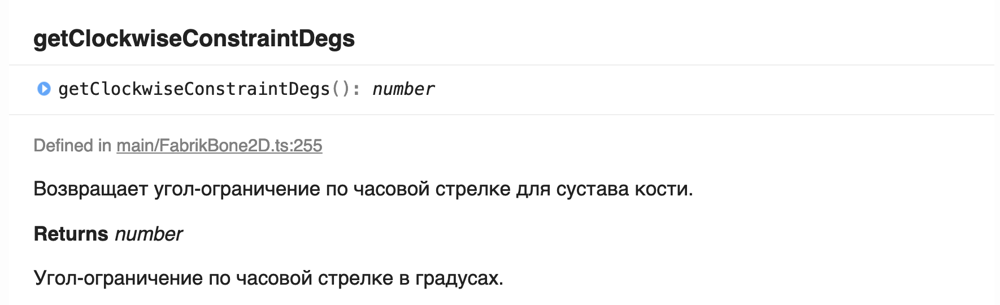 getClockwiseConstraintDegs
getClockwiseConstraintDegs(): number
Defined in main/FabrikBone2D.ts:255
Возвращает угол-ограничение по часовой стрелке для сустава кости.
Returns number
Угол-ограничение по часовой стрелке в градусах.